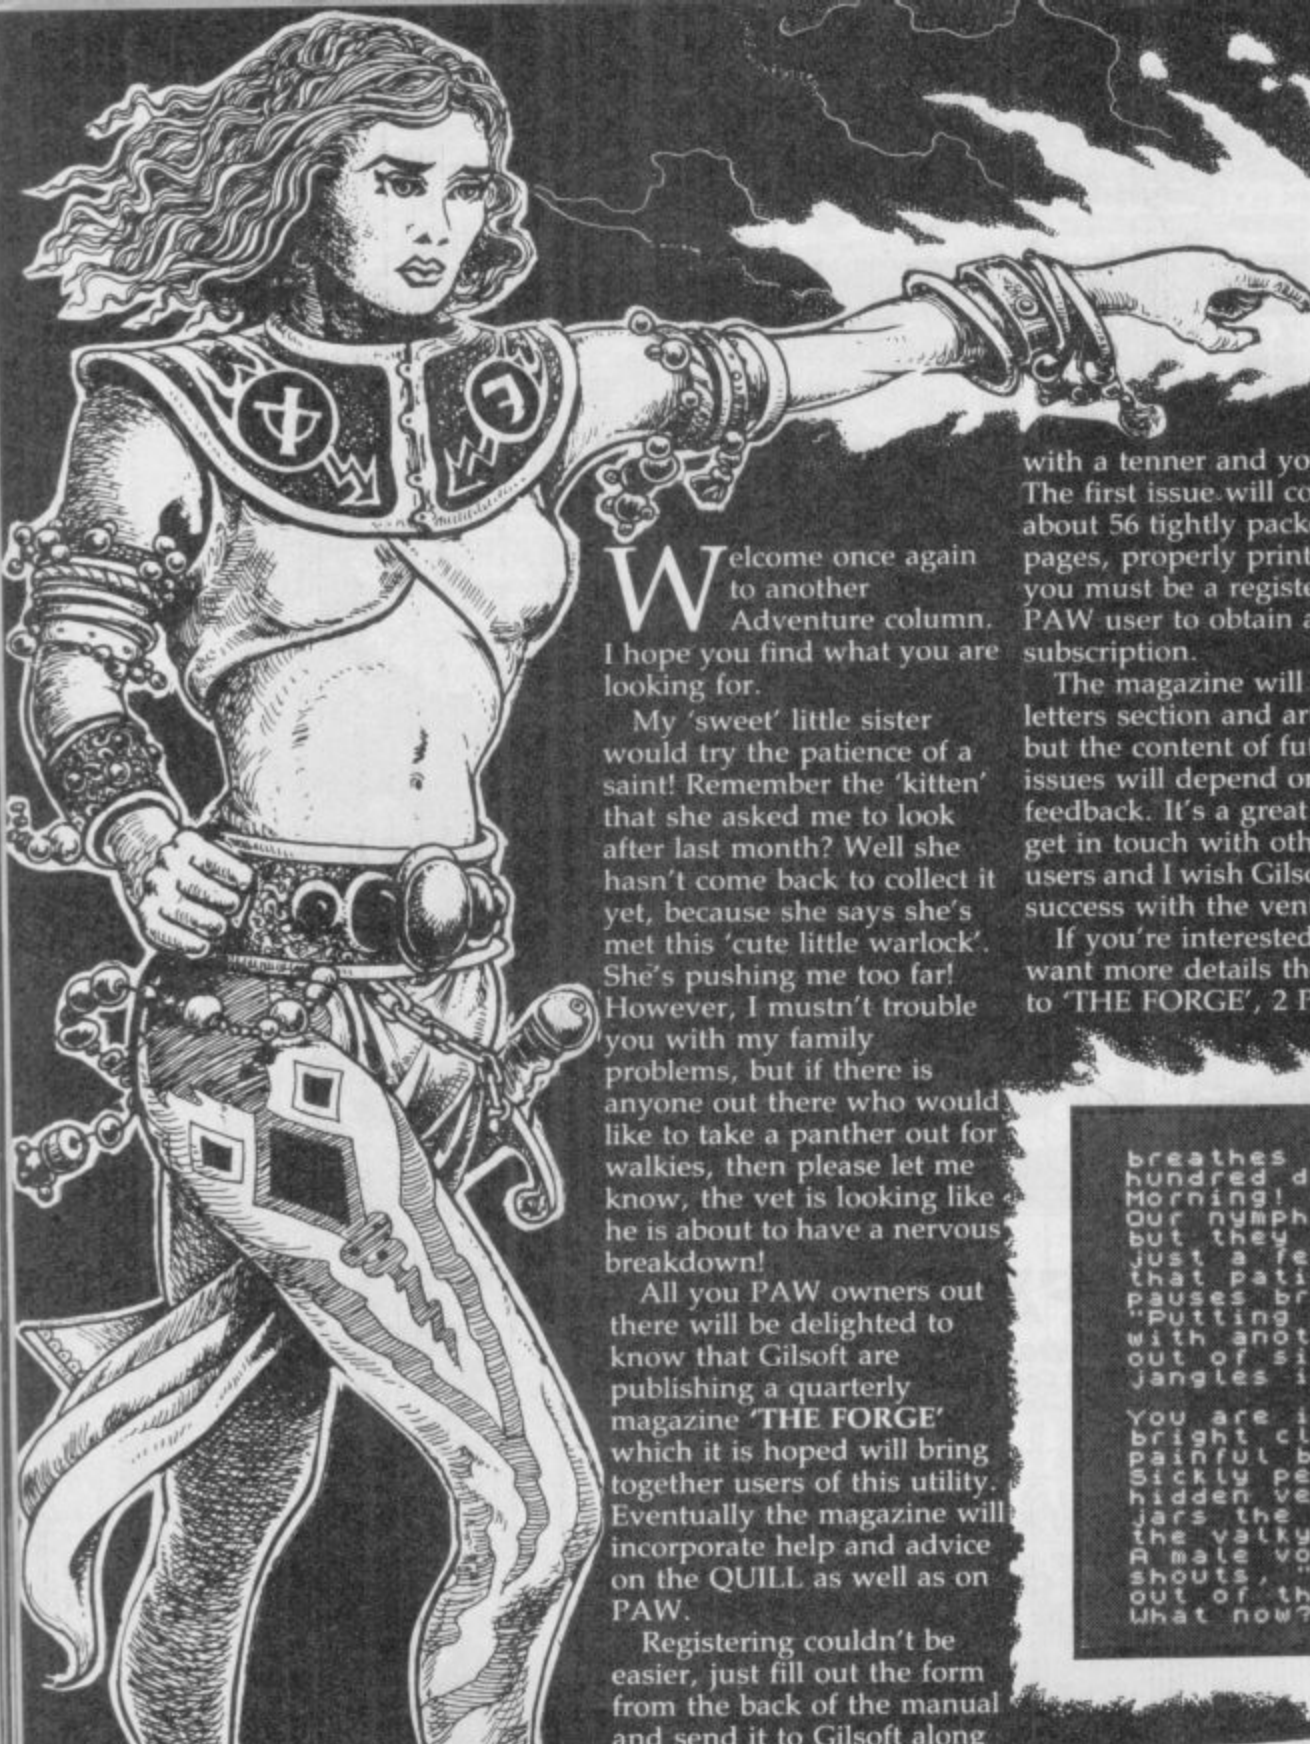 Welcome once again
to another
Adventure column.
I hope you find what you are
looking for.
My 'sweet' little sister
would try the patience of a
saint! Remember the 'kitten'
that she asked me to look
after last month? Well she
hasn't come back to collect it
yet, because she says she's
met this 'cute little warlock'.
She's pushing me too far!
However, I mustn't trouble
you with my family
problems, but if there is
anyone out there who would
like to take a panther out for
walkies, then please let me
know, the vet is looking like
he is about to have a nervous
breakdown!
All you PAW owners out
there will be delighted to
know that Gilsoft are
publishing a quarterly
magazine 'THE FORGE'
which it is hoped will bring
together users of this utility.
Eventually the magazine will
incorporate help and advice
on the QUILL as well as on
PAW.
Registering couldn't be
easier, just fill out the form
from the back of the manual
and send it to Gilsoft along
with a tenner and yo
The first issue will co
about 56 tightly pack
pages, properly print
you must be a registe
PAW user to obtain a
subscription.
The magazine will
letters section and ar
but the content of fu
issues will depend or
feedback. It's a great
get in touch with oth
users and I wish Gilso
success with the ven
If you're interested
want more details th
to 'THE FORGE', 2
breathes
hundred d
Morning!
Our nymph
but they
just a fe
that pati
pauses br
"Putting
with anot
out of si
jangles i
You are i
bright cl
painful b
Sickly pe
hidden ve
jars the
the valky
A male vo
shouts, "
out of th
What now?